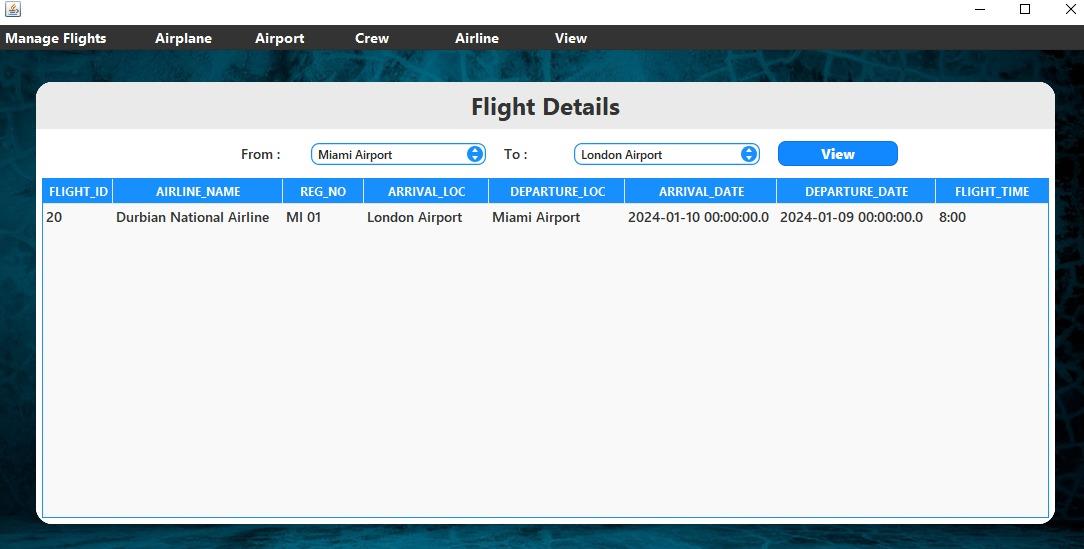 Manage Flights Airplane Airport Crew Airline View
Flight Details
From : Miami Airport To : London Airport View
FLIGHT_ID AIRLINE_NAME REG_NO ARRIVAL_LOC DEPARTURE_LOC ARRIVAL_DATE DEPARTURE_DATE FLIGHT_TIME
20 Durbian National Airline MI 01 London Airport Miami Airport 2024-01-10 00:00:00.0 2024-01-09 00:00:00.0 8:00